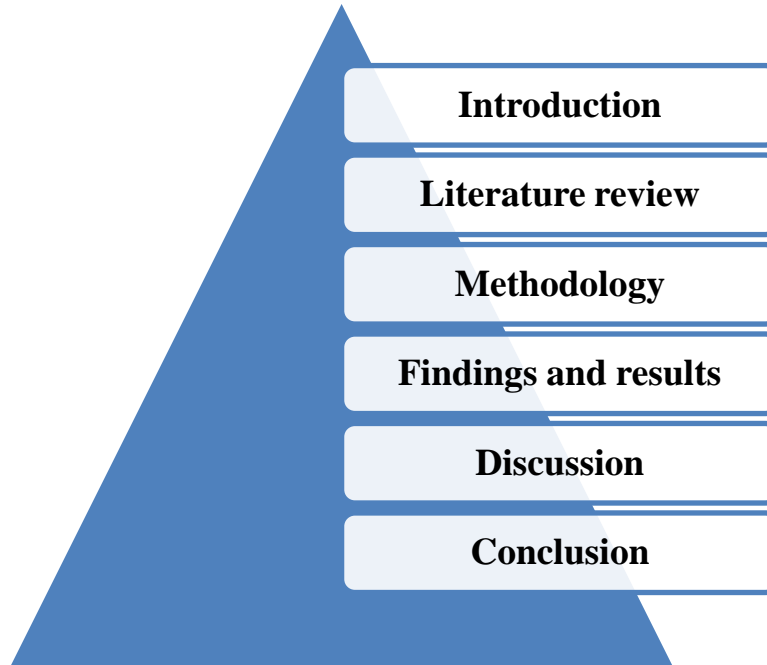 Introduction
Literature review
Methodology
Findings and results
Discussion
Conclusion